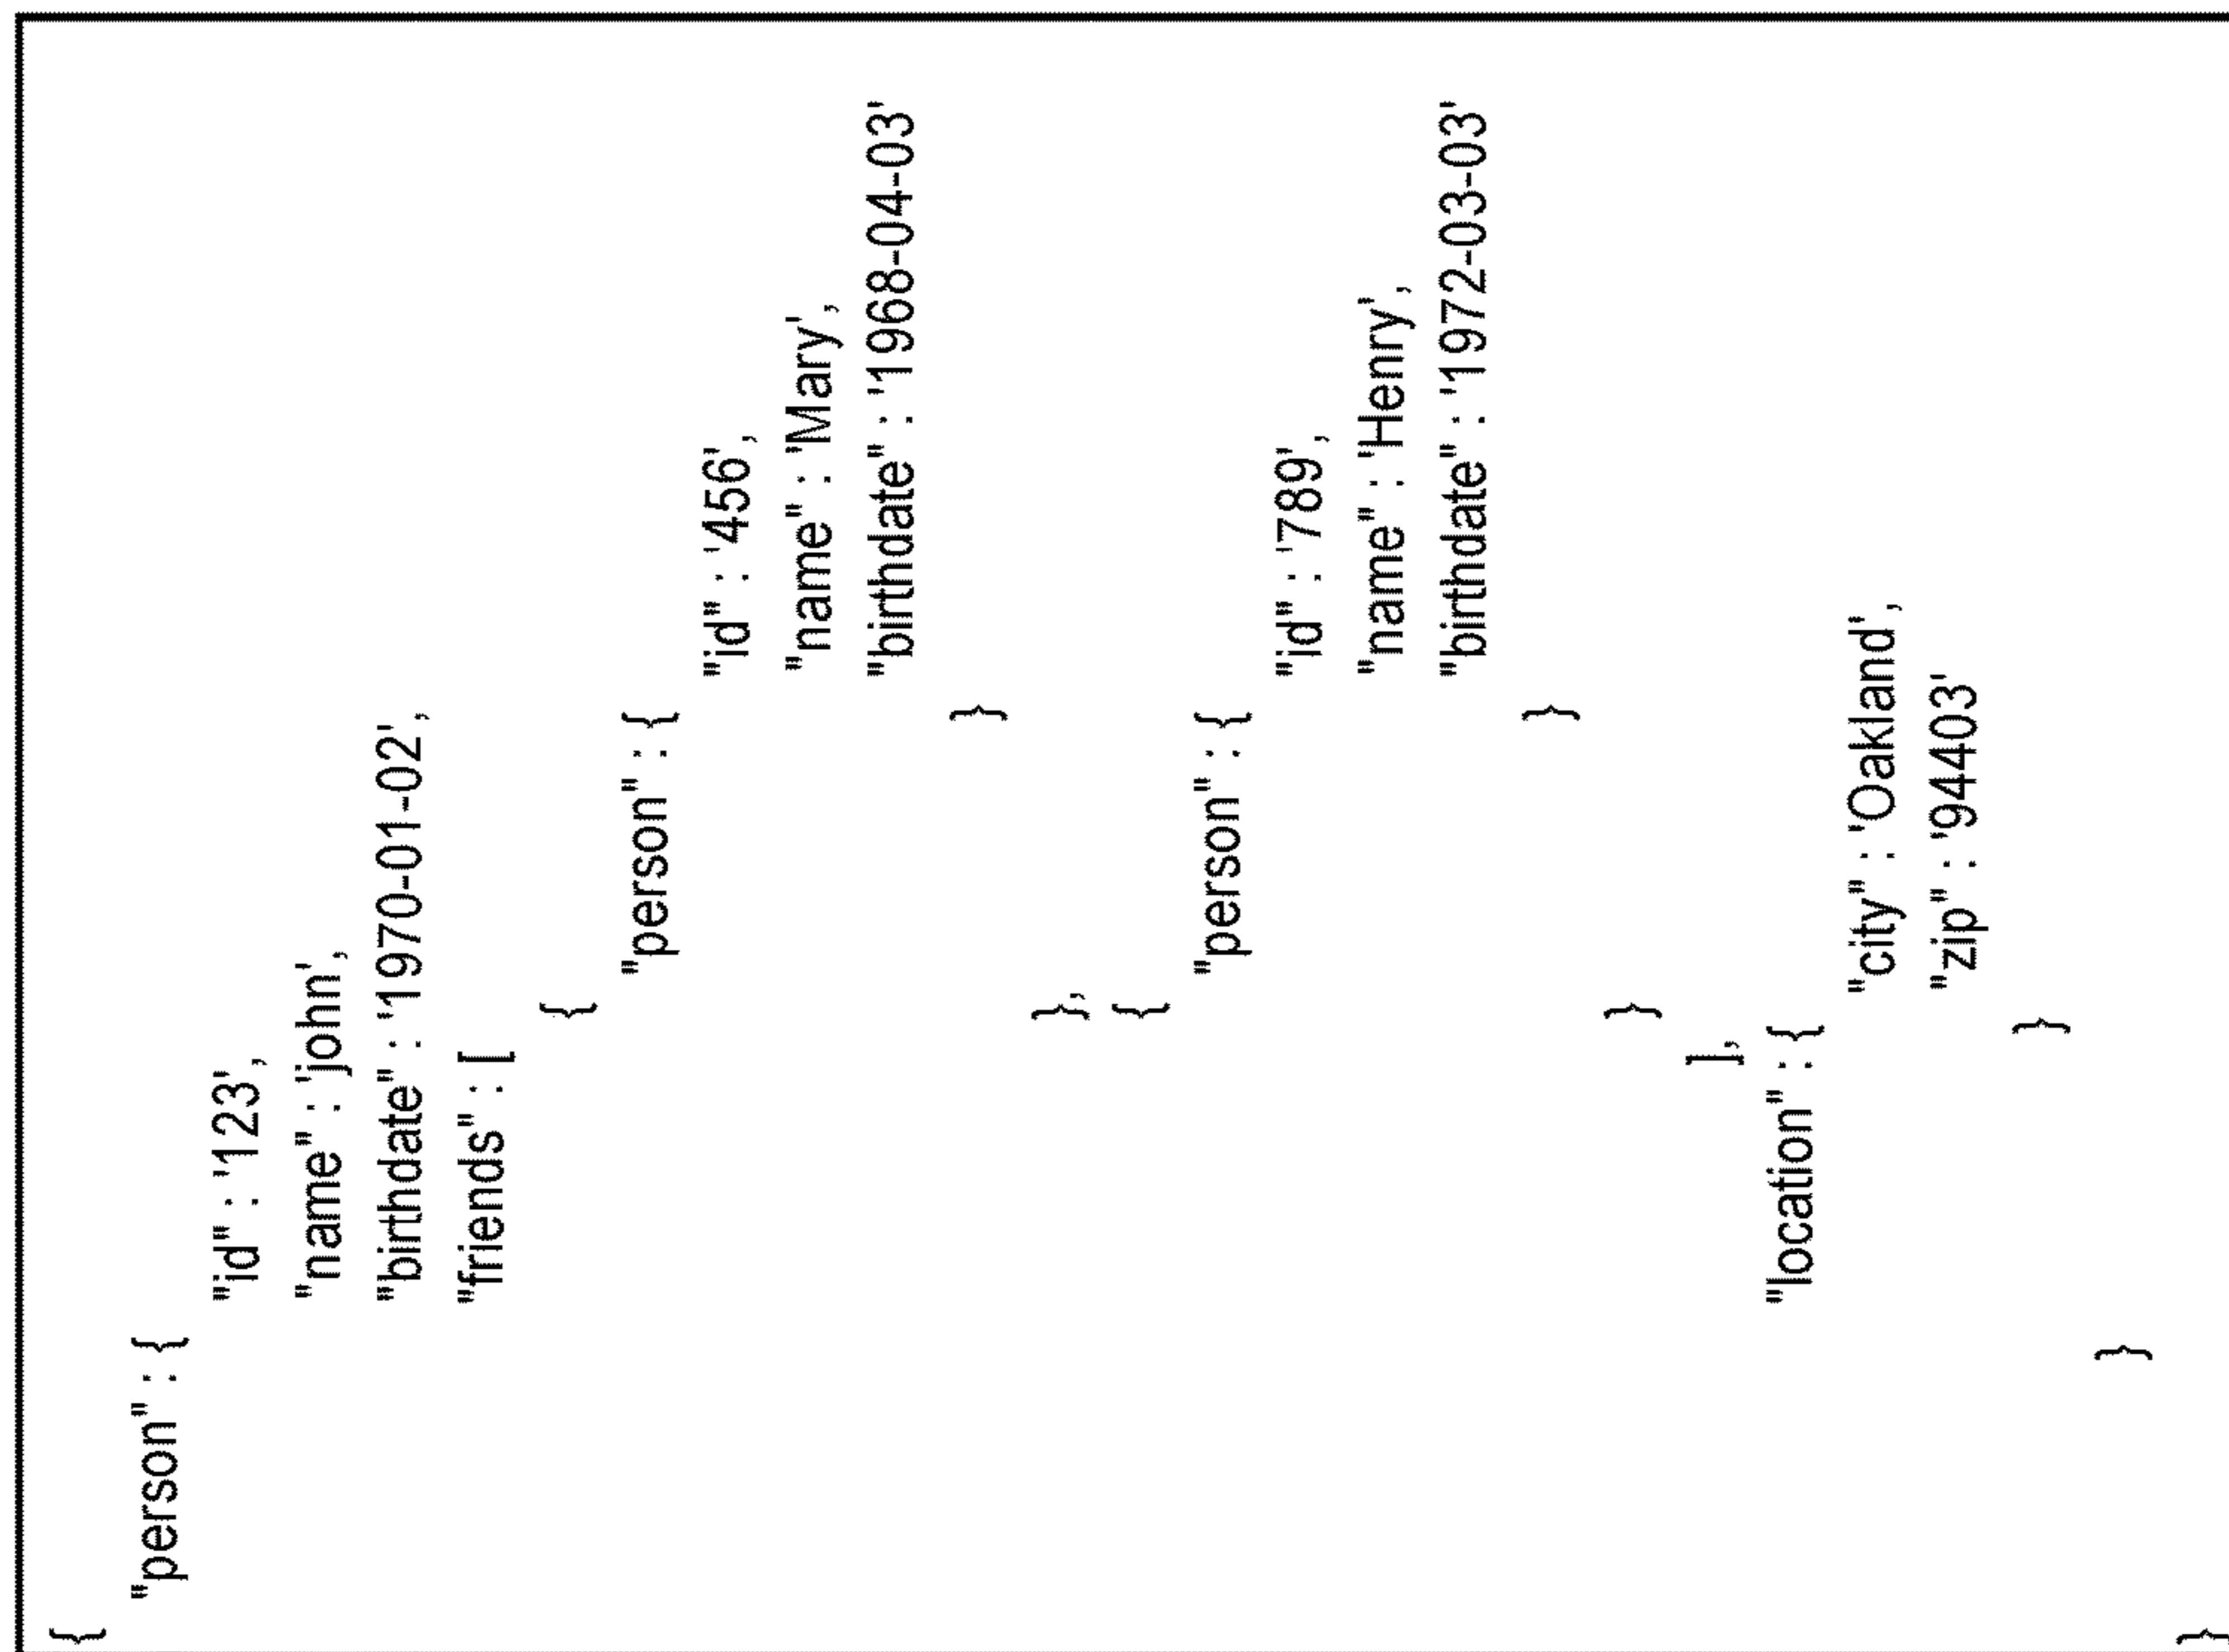 {
"person" : {
"id" : '123',
"name" : 'john',
"birthdate" : '1970-01-02',
"friends" : [
{
"person" : {
"id" : '456',
"name" : 'Mary',
"birthdate" : '1968-04-03'
}
},
{
"person" : {
"id" : '789',
"name" : 'Henry',
"birthdate" : '1972-03-03'
}
}
],
"location" : {
"city" : 'Oakland',
"zip" : '94403'
}
}
}